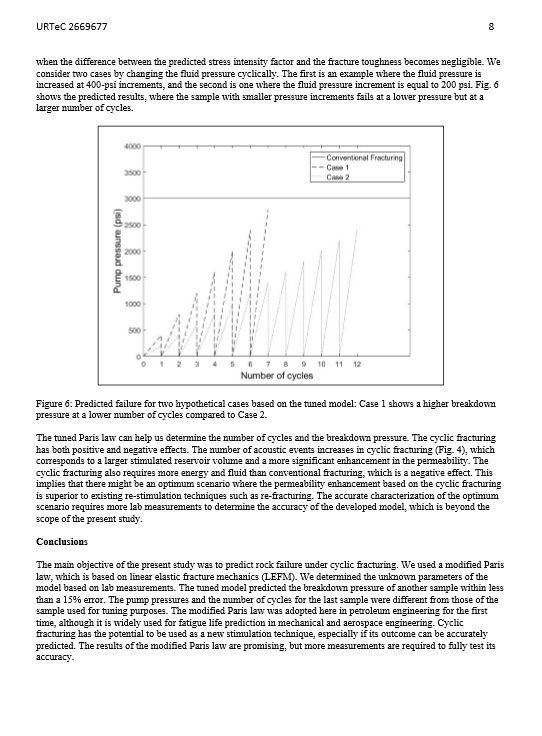 URTeC 2669677 8
when the difference between the predicted stress intensity factor and the fracture toughness becomes negligible. We
consider two cases by changing the fluid pressure cyclically. The first is an example where the fluid pressure is
increased at 400-psi increments, and the second is one where the fluid pressure increment is equal to 200 psi. Fig. 6
shows the predicted results, where the sample with smaller pressure increments fails at a lower pressure but at a
larger number of cycles.
4000
3500
3000
2500
2000
1500
1000
500
0
Pump pressure (psi)
Conventional Fracturing
Case 1
Case 2
0 1 2 3 4 5 6 7 8 9 10 11 12
Number of cycles
Figure 6: Predicted failure for two hypothetical cases based on the tuned model: Case 1 shows a higher breakdown
pressure at a lower number of cycles compared to Case 2.
The tuned Paris law can help us determine the number of cycles and the breakdown pressure. The cyclic fracturing
has both positive and negative effects. The number of acoustic events increases in cyclic fracturing (Fig. 4), which
corresponds to a larger stimulated reservoir volume and a more significant enhancement in the permeability. The
cyclic fracturing also requires more energy and fluid than conventional fracturing, which is a negative effect. This
implies that there might be an optimum scenario where the permeability enhancement based on the cyclic fracturing
is superior to existing re-stimulation techniques such as re-fracturing. The accurate characterization of the optimum
scenario requires more lab measurements to determine the accuracy of the developed model, which is beyond the
scope of the present study.
Conclusions
The main objective of the present study was to predict rock failure under cyclic fracturing. We used a modified Paris
law, which is based on linear elastic fracture mechanics (LEFM). We determined the unknown parameters of the
model based on lab measurements. The tuned model predicted the breakdown pressure of another sample within less
than a 15% error. The pump pressures and the number of cycles for the last sample were different from those of the
sample used for tuning purposes. The modified Paris law was adopted here in petroleum engineering for the first
time, although it is widely used for fatigue life prediction in mechanical and aerospace engineering. Cyclic
fracturing has the potential to be used as a new stimulation technique, especially if its outcome can be accurately
predicted. The results of the modified Paris law are promising, but more measurements are required to fully test its
accuracy.